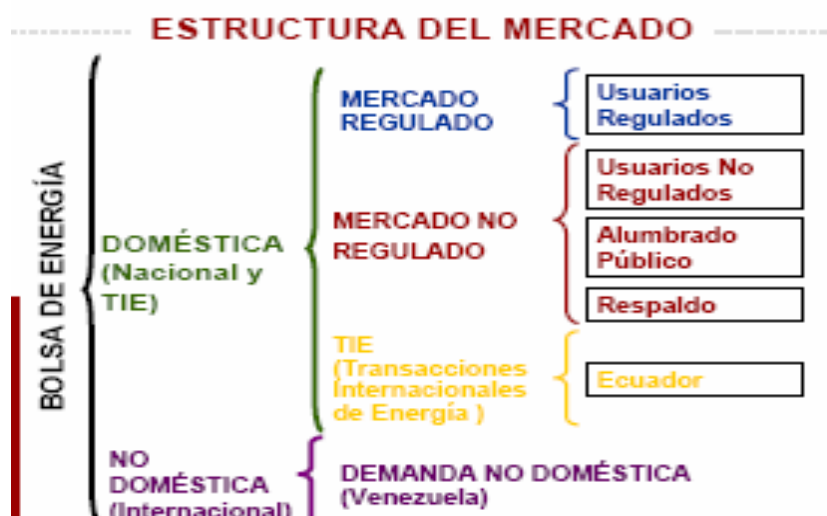 ESTRUCTURA DEL MERCADO
BOLSA DE ENERGÍA
DOMÉSTICA
(Nacional y
TIE)
MERCADO
REGULADO
Usuarios
Regulados
MERCADO NO
REGULADO
Usuarios No
Regulados
Alumbrado
Público
Respaldo
TIE
(Transacciones
Internacionales
de Energía )
Ecuador
NO
DOMÉSTICA
(Internacional)
DEMANDA NO DOMÉSTICA
(Venezuela)